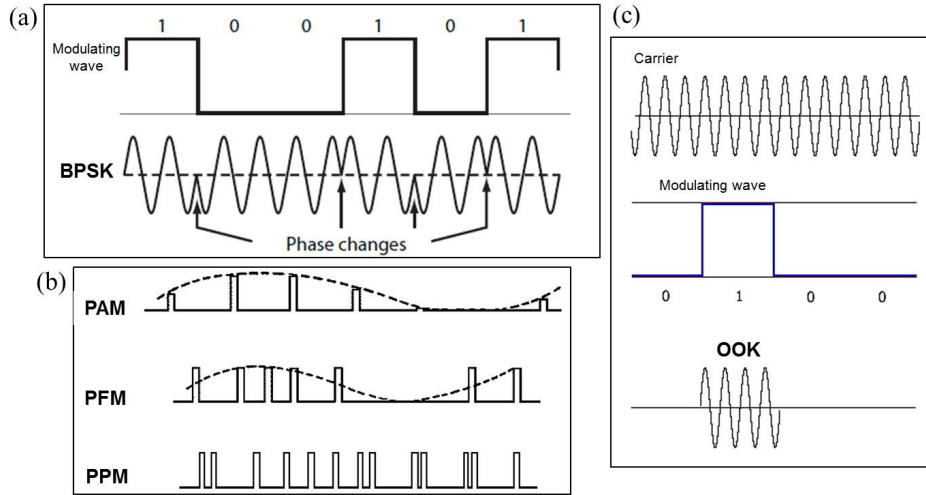 (a)
1 0 0 1 0 1
Modulating
wave
BPSK
Phase changes
(b)
PAM
PFM
PPM
(c)
Carrier
Modulating wave
0 1 0 0
OOK